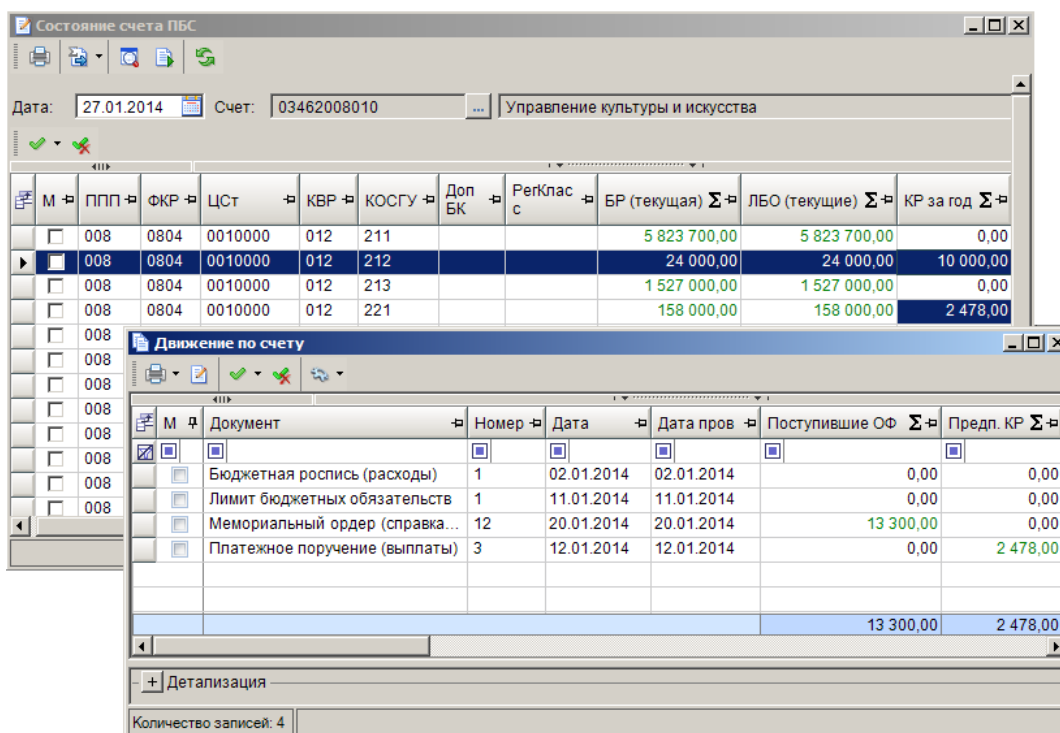 Состояние счета ПБС
Дата: 27.01.2014 Счет: 03462008010 ... Управление культуры и искусства
М ППП ФКР ЦСт КВР КОСГУ Доп БК РегКласс БР (текущая) Σ ЛБО (текущие) Σ КР за год Σ
008 0804 0010000 012 211 5 823 700,00 5 823 700,00 0,00
008 0804 0010000 012 212 24 000,00 24 000,00 10 000,00
008 0804 0010000 012 213 1 527 000,00 1 527 000,00 0,00
008 0804 0010000 012 221 158 000,00 158 000,00 2 478,00
008
008
008
008
008
008
008
008
Движение по счету
М Документ Номер Дата Дата пров Поступившие ОФ Σ Предп. КР Σ
Бюджетная роспись (расходы) 1 02.01.2014 02.01.2014 0,00 0,00
Лимит бюджетных обязательств 1 11.01.2014 11.01.2014 0,00 0,00
Мемориальный ордер (справка... 12 20.01.2014 20.01.2014 13 300,00 0,00
Платежное поручение (выплаты) 3 12.01.2014 12.01.2014 0,00 2 478,00
13 300,00 2 478,00
+ Детализация
Количество записей: 4